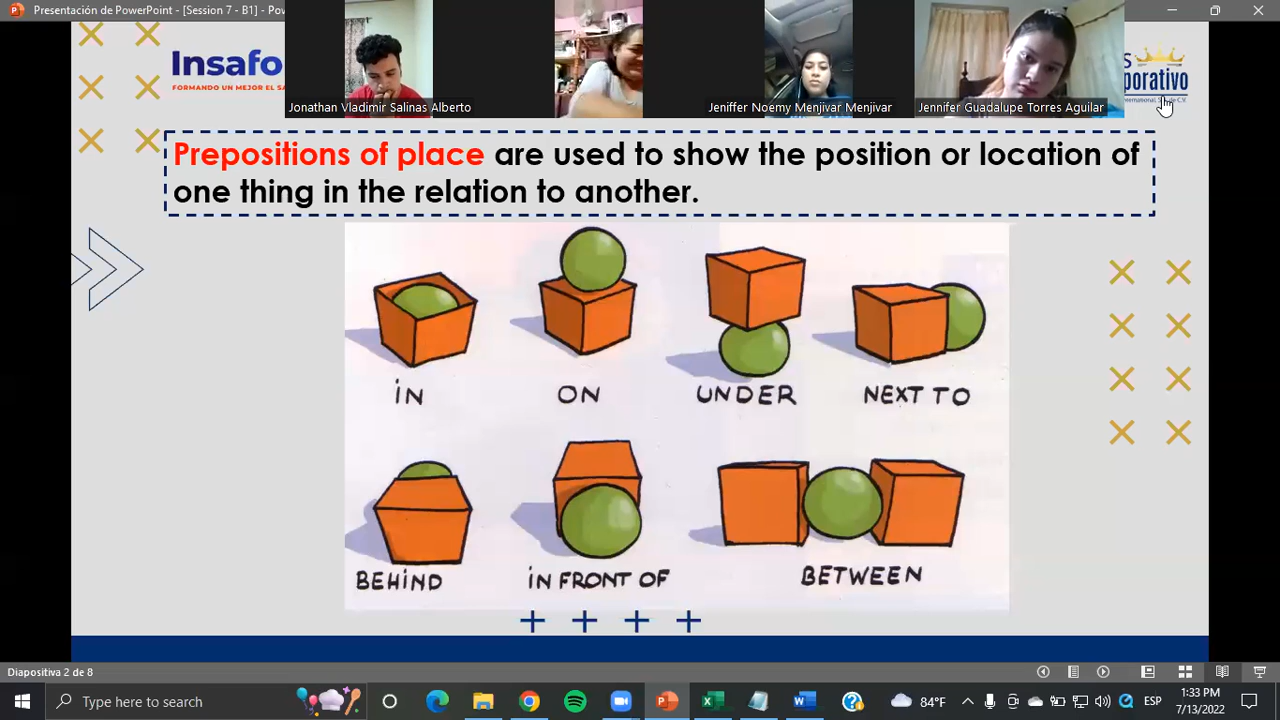 Presentación de PowerPoint - [Session 7 - B1] - Pow
Insafo
FORMANDO UN MEJOR EL SA
Jonathan Vladimir Salinas Alberto
Jeniffer Noemy Menjivar Menjivar
Jennifer Guadalupe Torres Aguilar
s
porativo
Prepositions of place are used to show the position or location of
one thing in the relation to another.
IN
ON
UNDER
NEXT TO
BEHIND
IN FRONT OF
BETWEEN
Diapositiva 2 de 8
Type here to search
84°F
ESP
1:33 PM
7/13/2022